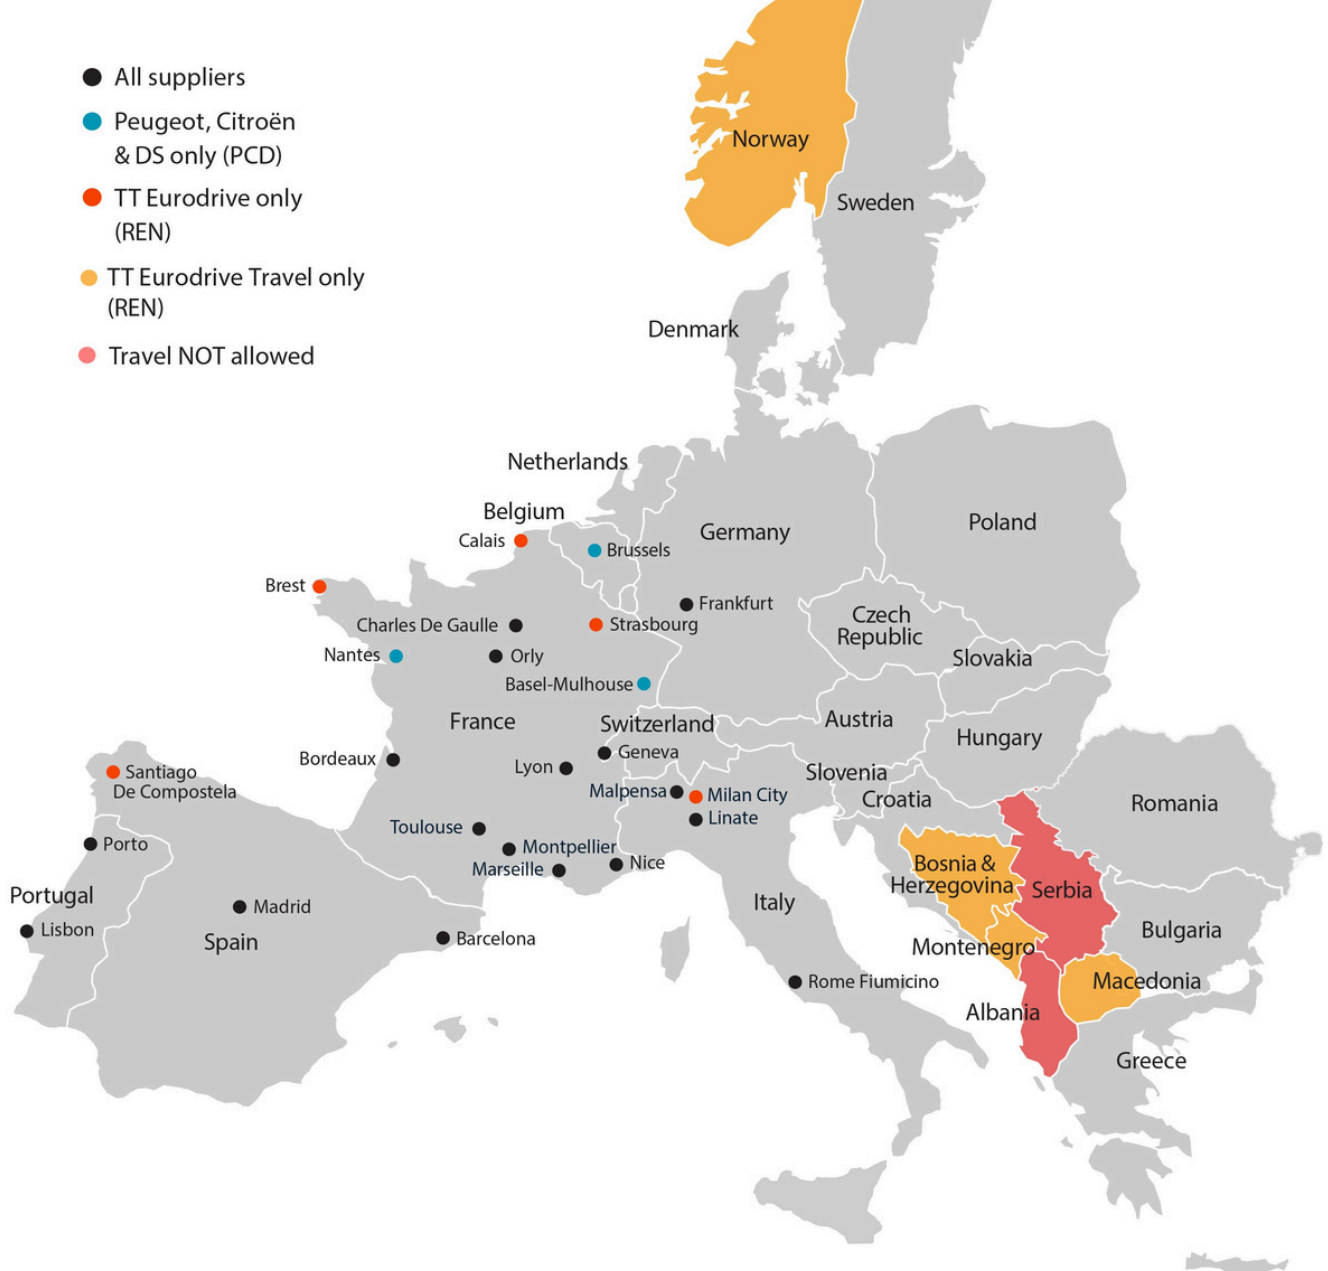 All suppliers
Peugeot, Citroën
& DS only (PCD)
TT Eurodrive only
(REN)
TT Eurodrive Travel only
(REN)
Travel NOT allowed
Norway
Sweden
Denmark
Netherlands
Belgium
Calais
Brussels
Germany
Poland
Brest
Frankfurt
Charles De Gaulle
Strasbourg
Czech
Republic
Nantes
Orly
Slovakia
Basel-Mulhouse
France
Switzerland
Austria
Hungary
Bordeaux
Geneva
Lyon
Slovenia
Santiago
De Compostela
Malpensa
Milan City
Croatia
Romania
Linate
Toulouse
Porto
Montpellier
Marseille
Nice
Bosnia &
Herzegovina
Serbia
Portugal
Madrid
Italy
Lisbon
Spain
Barcelona
Bulgaria
Montenegro
Rome Fiumicino
Macedonia
Albania
Greece